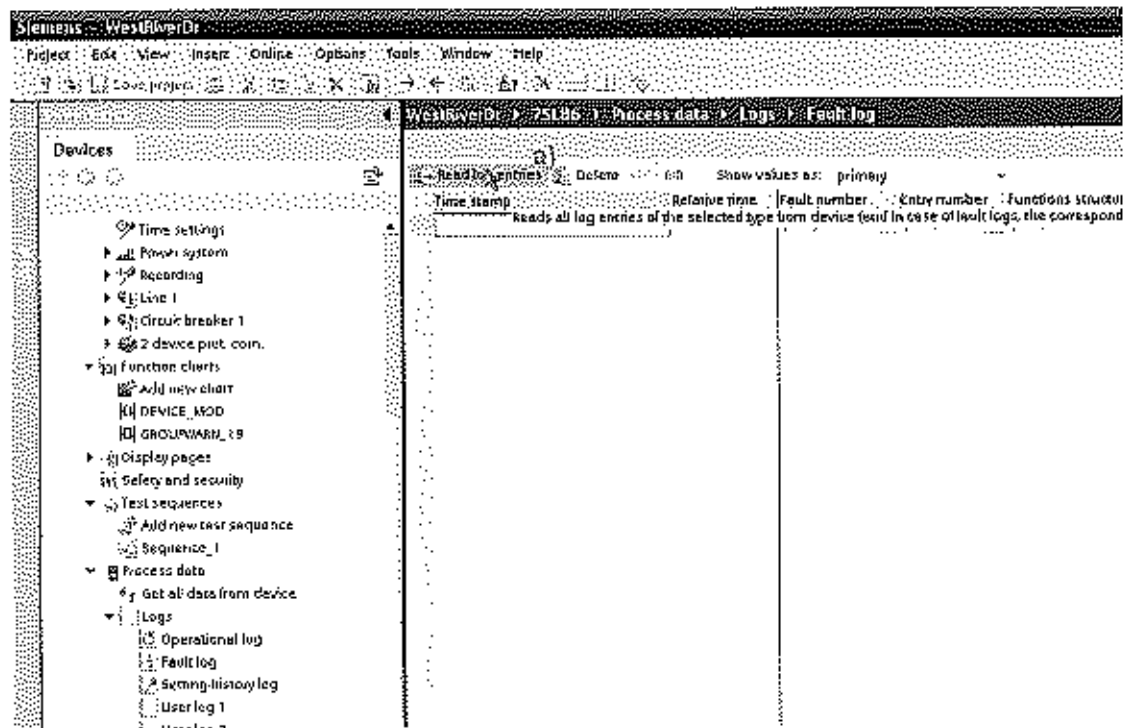 Siemens - WestRiverDr
Project Edit View Insert Online Options Tools Window Help
Save project
WestRiverDr 7SL86 Process data Logs Fault log
Devices
a)
Read log entries Delete Show values as: primary
Time stamp Relative time Fault number Entry number Functions structur
Reads all log entries of the selected type from device (and in case of fault logs, the correspond
Time settings
Power system
Recording
Line 1
Circuit breaker 1
2 device prot. com.
Function charts
Add new chart
DEVICE_MOD
Display pages
Safety and security
Test sequences
Add new test sequence
Sequence_1
Process data
Get all data from device
Logs
Operational log
Fault log
Setting-history log
User log 1